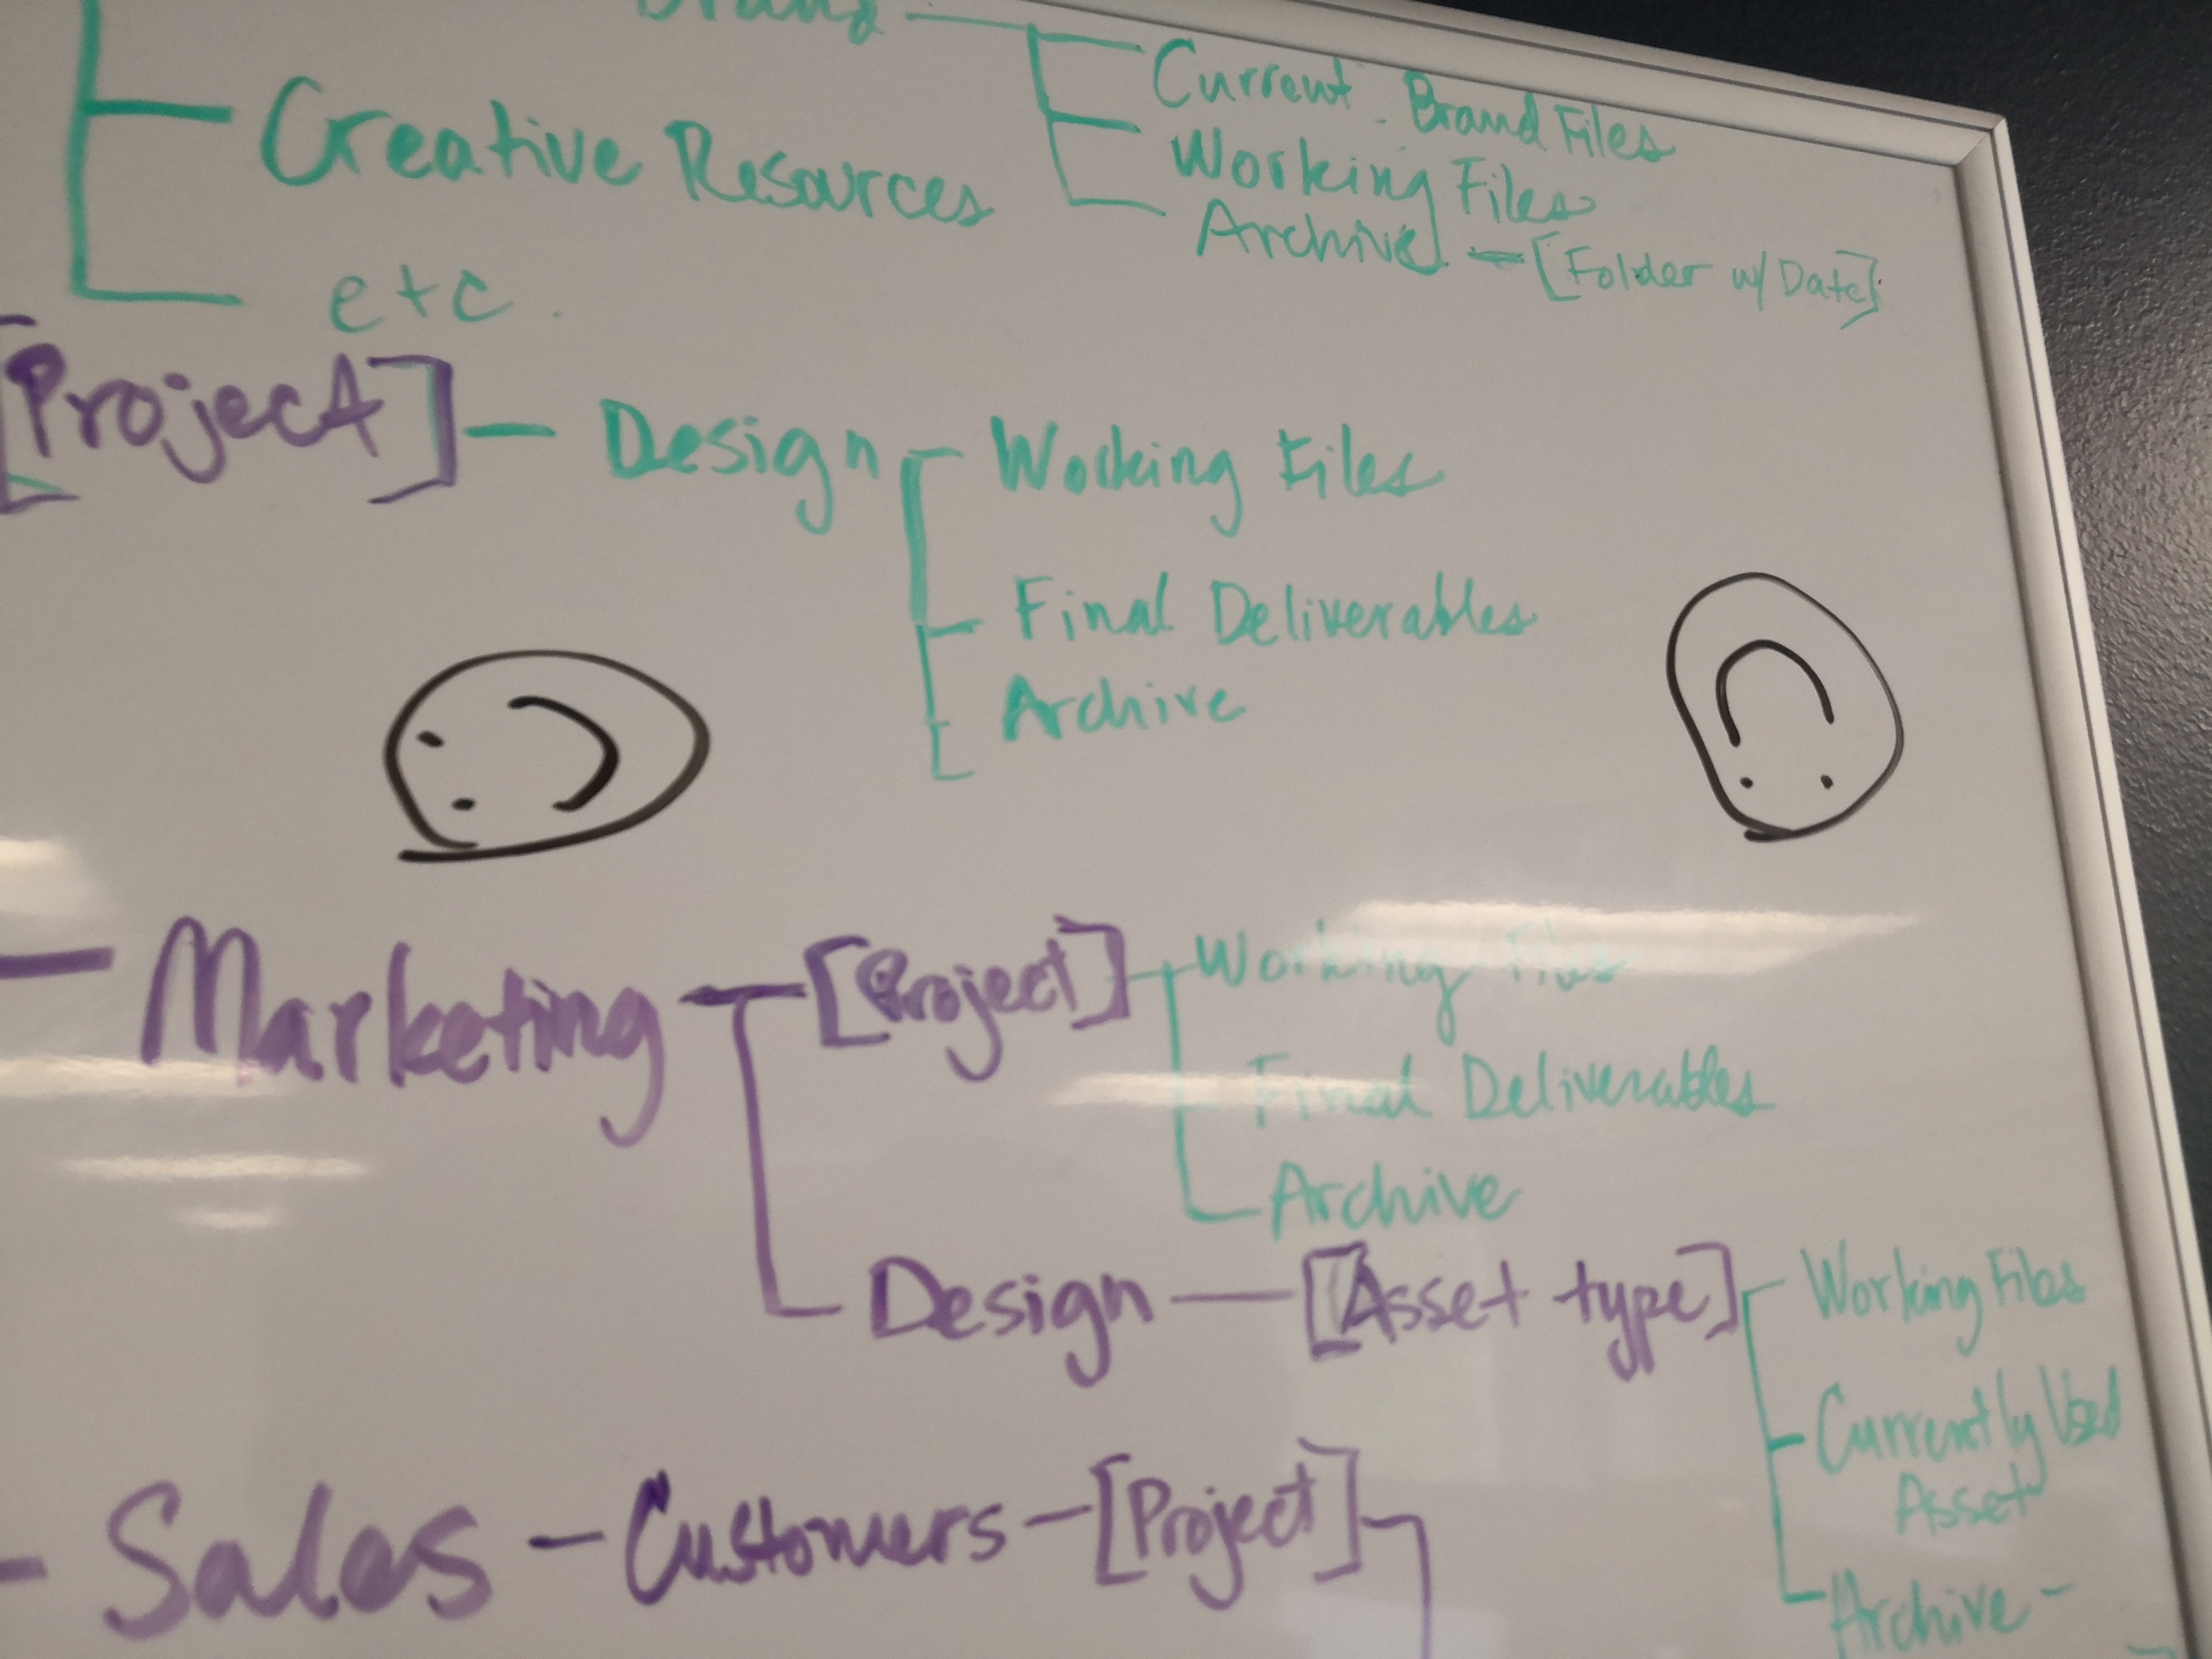 Brand
Current Brand Files
Creative Resources
Working Files
Archive - [Folder w/ Date]
etc.
[Project] - Design
Working Files
Final Deliverables
Archive
Marketing
[Project]
Working Files
Final Deliverables
Archive
Design - [Asset type]
Working Files
Currently Used
Asset
Archive -
Sales - Customers - [Project]